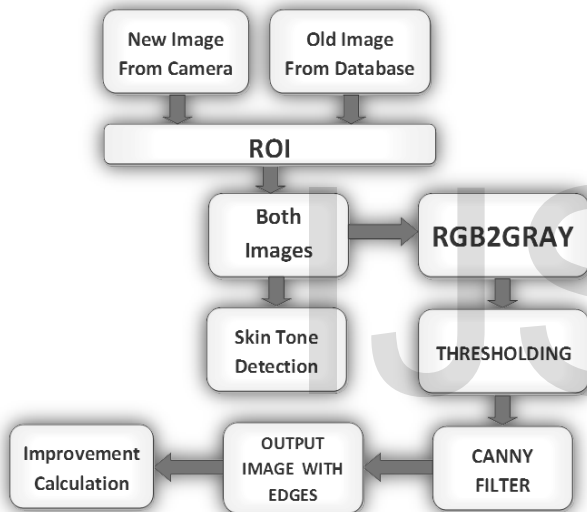 New Image
From Camera
Old Image
From Database
ROI
Both
Images
RGB2GRAY
Skin Tone
Detection
THRESHOLDING
Improvement
Calculation
OUTPUT
IMAGE WITH
EDGES
CANNY
FILTER
IJS